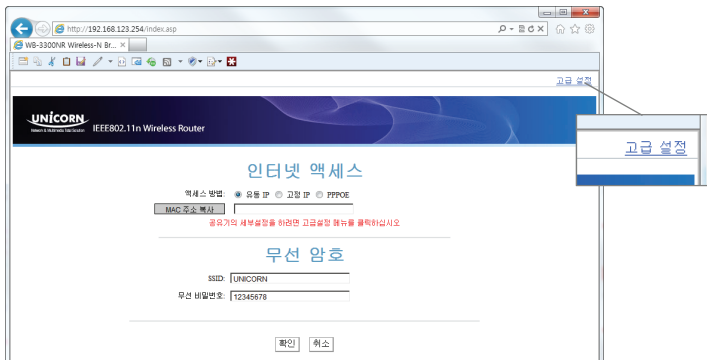 http://192.168.123.254/index.asp
WB-3300NR Wireless-N Br...
고급 설정
고급 설정
UNICORN
IEEE802.11n Wireless Router
인터넷 액세스
액세스 방법: 유동 IP 고정 IP PPPOE
MAC 주소 복사
공유기의 세부설정을 하려면 고급설정 메뉴를 클릭하십시오
무선 암호
SSID: UNICORN
무선 비밀번호: 12345678
확인 취소